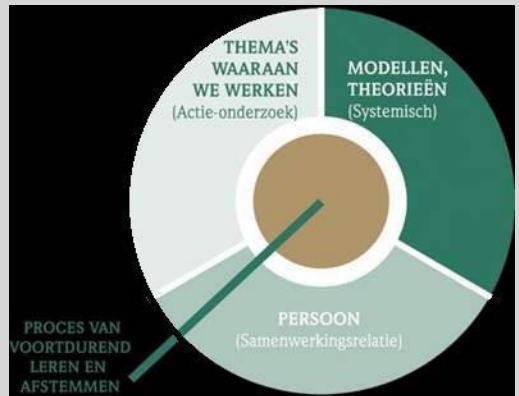 THEMA'S
WAARAAN
WE WERKEN
(Actie-onderzoek)
MODELLEN,
THEORIEËN
(Systemisch)
PERSOON
(Samenwerkingsrelatie)
PROCES VAN
VOORTDUREND
LEREN EN
AFSTEMMEN